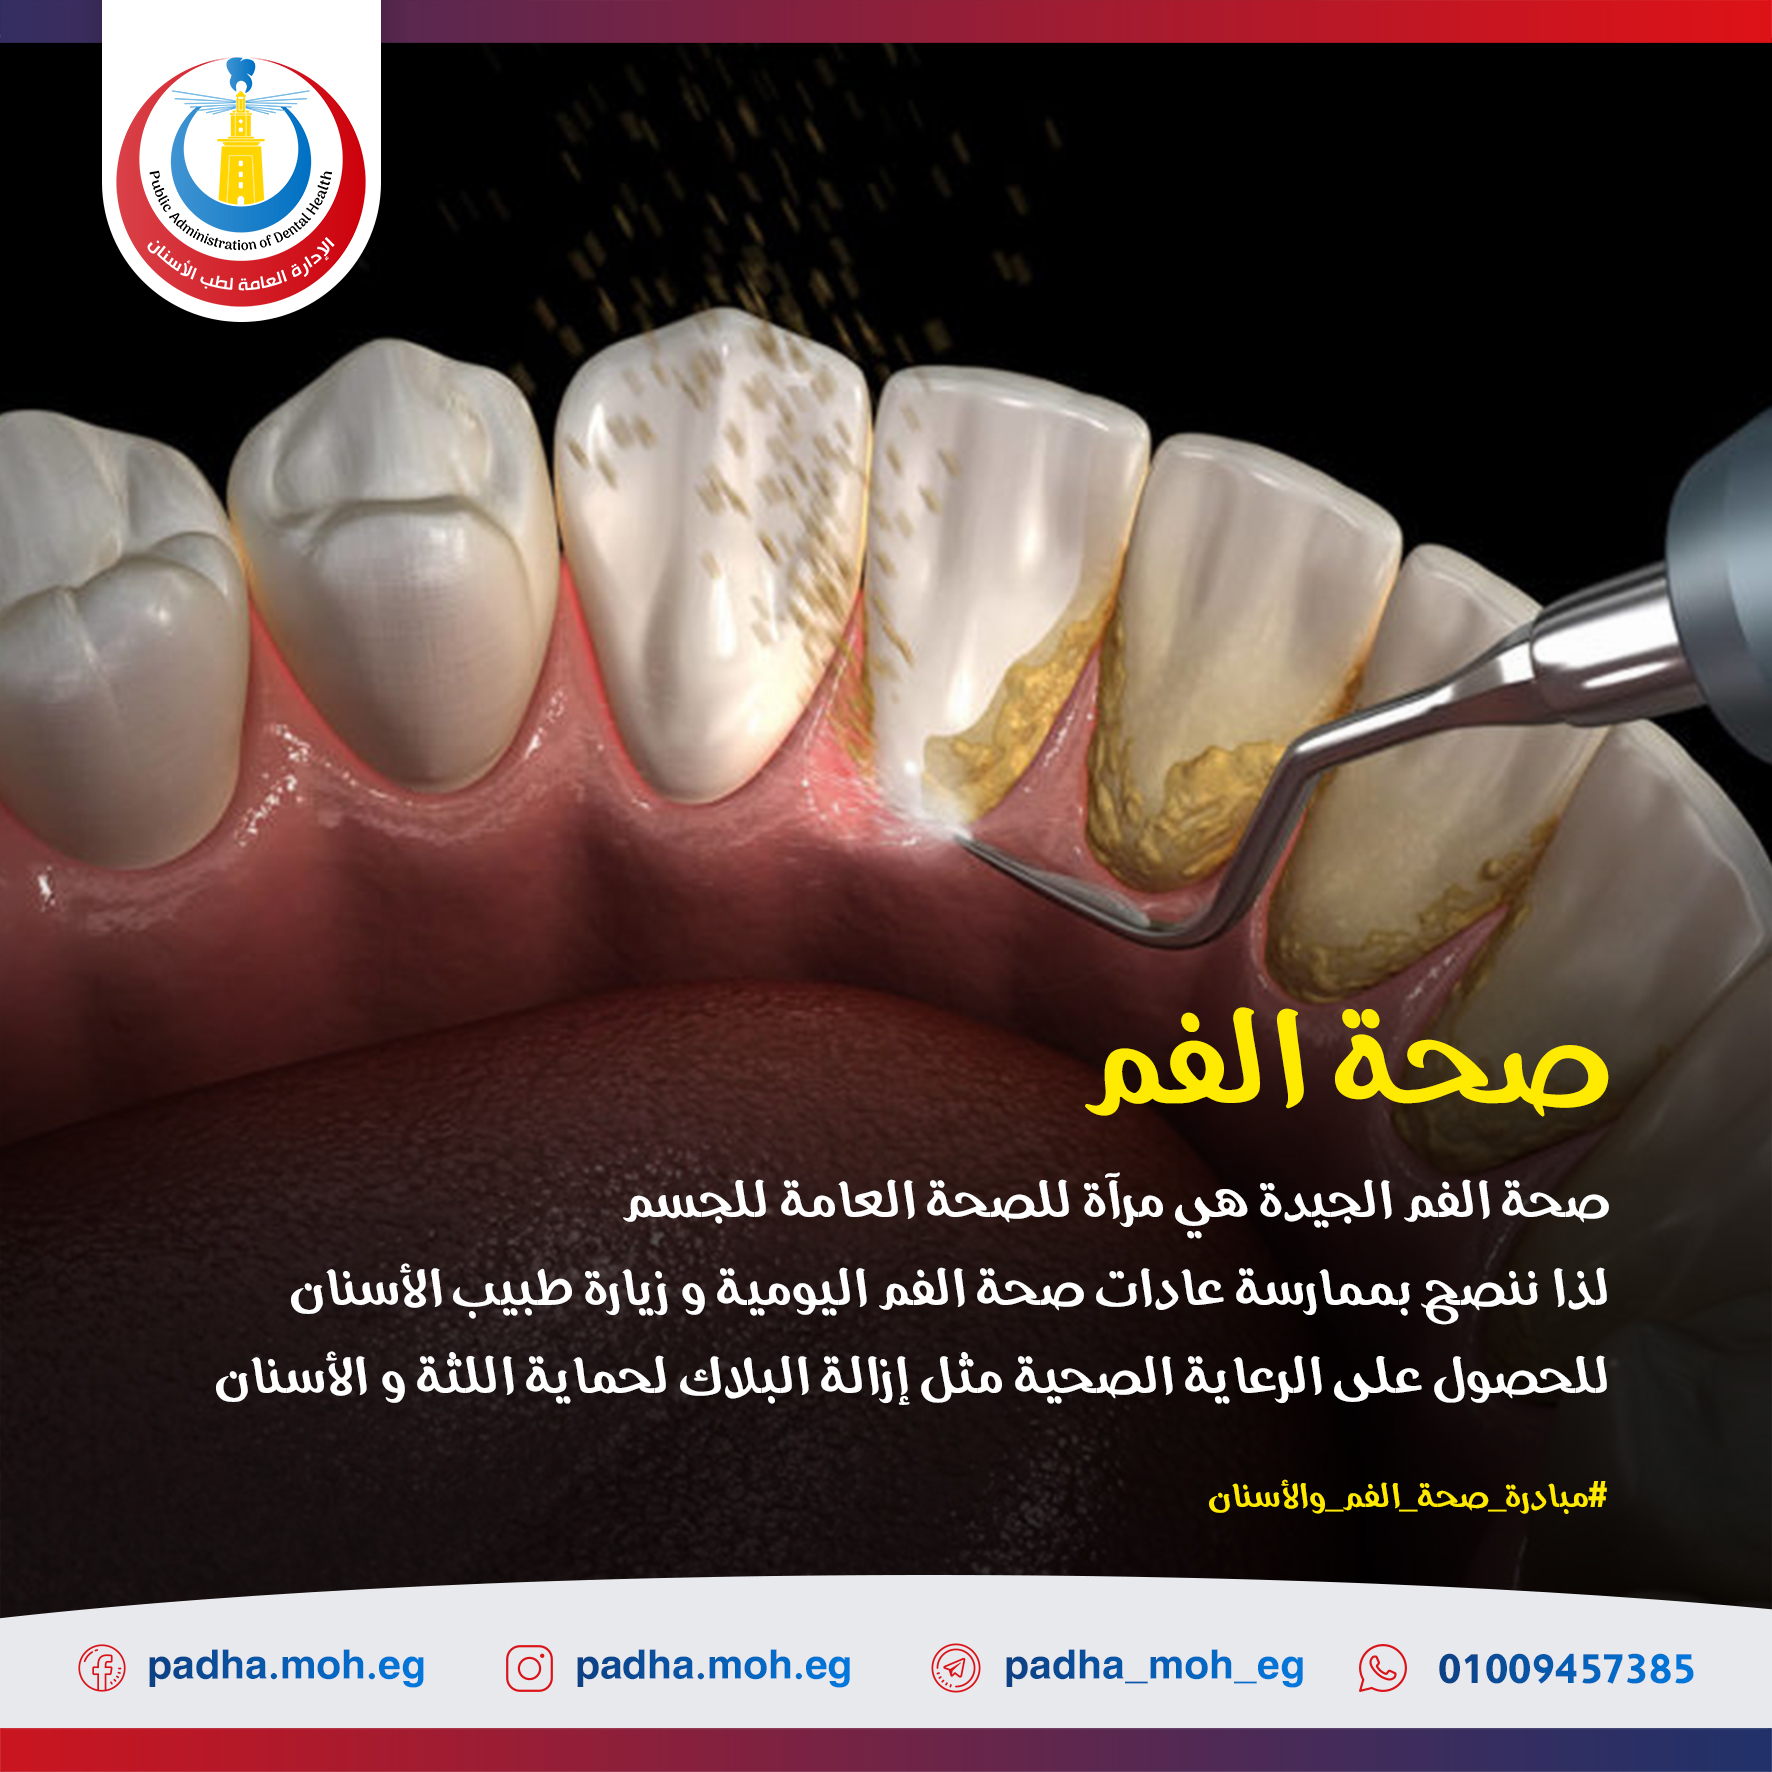 Public Administration of Dental Health
الإدارة العامة لطب الأسنان
صحة الفم
صحة الفم الجيدة هي مرآة للصحة العامة للجسم
لذا ننصح بممارسة عادات صحة الفم اليومية و زيارة طبيب الأسنان
للحصول على الرعاية الصحية مثل إزالة البلاك لحماية اللثة و الأسنان
#مبادرة_صحة_الفم_والأسنان
padha.moh.eg
padha.moh.eg
padha_moh_eg
01009457385